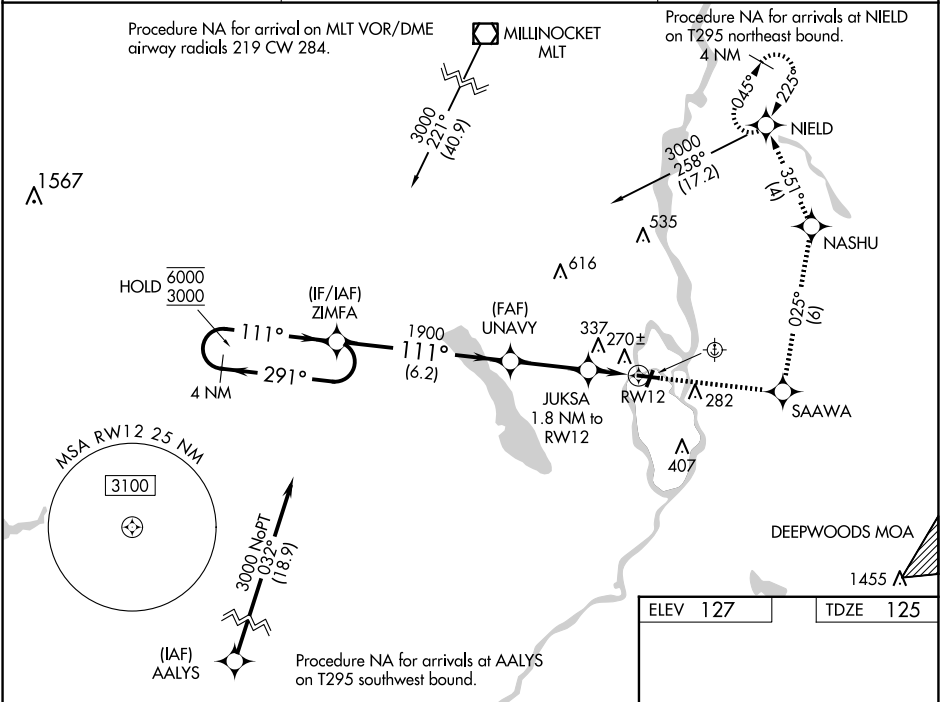 Procedure NA for arrival on MLT VOR/DME
airway radials 219 CW 284.
MILLINOCKET
MLT
Procedure NA for arrivals at NIELD
on T295 northeast bound.
4 NM
045°
225°
NIELD
3000
221°
(40.9)
3000
258°
(17.2)
351°
(4)
1567
535
NASHU
616
HOLD
6000
3000
(IF/IAF)
ZIMFA
(FAF)
UNAVY
025°
(6)
111°
1900
111°
(6.2)
337
270±
291°
4 NM
JUKSA
1.8 NM to
RW12
RW12
282
SAAWA
407
MSA RW12 25 NM
3100
3000 NoPT
032°
(18.9)
DEEPWOODS MOA
1455
(IAF)
AALYS
Procedure NA for arrivals at AALYS
on T295 southwest bound.
ELEV 127
TDZE 125